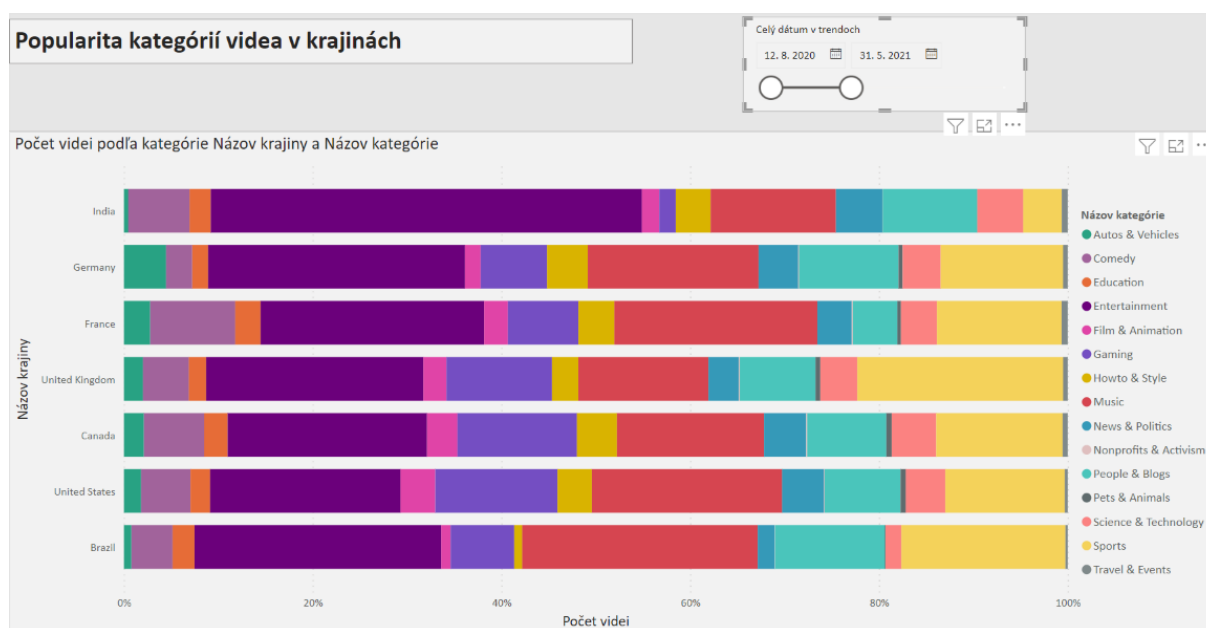 Popularita kategórií videa v krajinách
Celý dátum v trendoch
12. 8. 2020 31. 5. 2021
Počet videi podľa kategórie Názov krajiny a Názov kategórie
Názov krajiny
India
Germany
France
United Kingdom
Canada
United States
Brazil
0% 20% 40% 60% 80% 100%
Počet videi
Názov kategórie
Autos & Vehicles
Comedy
Education
Entertainment
Film & Animation
Gaming
Howto & Style
Music
News & Politics
Nonprofits & Activism
People & Blogs
Pets & Animals
Science & Technology
Sports
Travel & Events